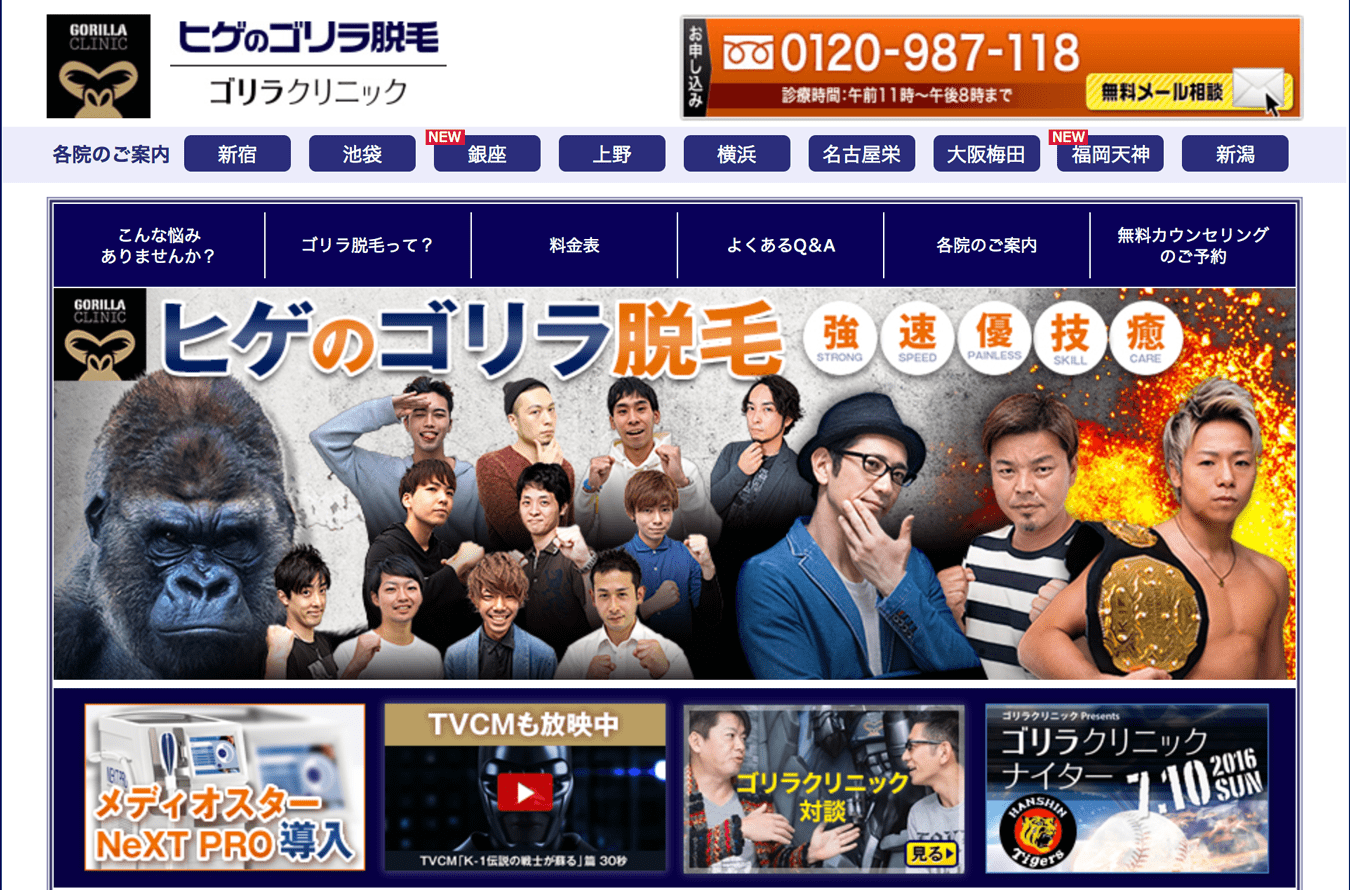 GORILLA
CLINIC
ヒゲのゴリラ脱毛
ゴリラクリニック
お申し込み
0120-987-118
診療時間:午前11時〜午後8時まで
無料メール相談
各院のご案内
新宿
池袋
NEW
銀座
上野
横浜
名古屋栄
大阪梅田
NEW
福岡天神
新潟
こんな悩み
ありませんか？
ゴリラ脱毛って？
料金表
よくあるQ&A
各院のご案内
無料カウンセリング
のご予約
GORILLA
CLINIC
ヒゲのゴリラ脱毛
強
STRONG
速
SPEED
優
PAINLESS
技
SKILL
癒
CARE
メディオスター
NeXT PRO 導入
TVCMも放映中
TVCM「K-1伝説の戦士が蘇る」篇 30秒
ゴリラクリニック
対談
見る
ゴリラクリニック Presents
ゴリラクリニック
ナイター
7.10
2016
SUN
HANSHIN
Tigers